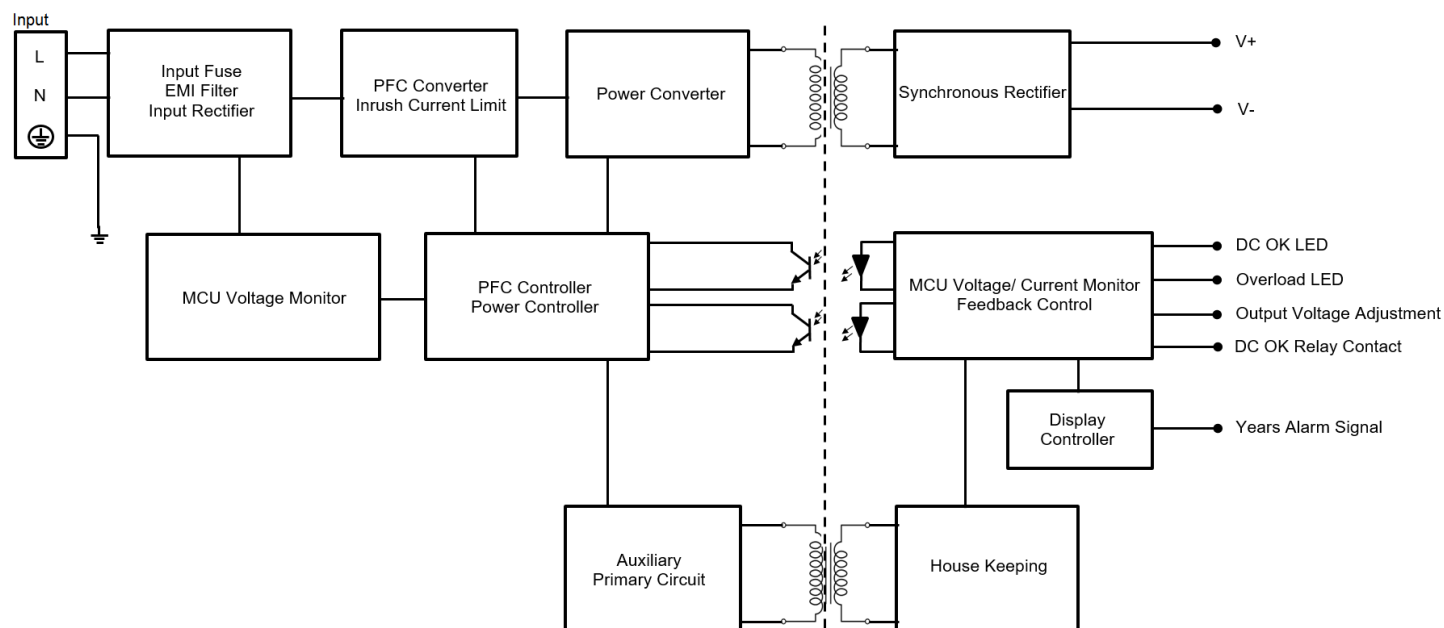 Input
L
N
Input Fuse
EMI Filter
Input Rectifier
PFC Converter
Inrush Current Limit
Power Converter
Synchronous Rectifier
V+
V-
MCU Voltage Monitor
PFC Controller
Power Controller
MCU Voltage/ Current Monitor
Feedback Control
DC OK LED
Overload LED
Output Voltage Adjustment
DC OK Relay Contact
Display
Controller
Years Alarm Signal
Auxiliary
Primary Circuit
House Keeping